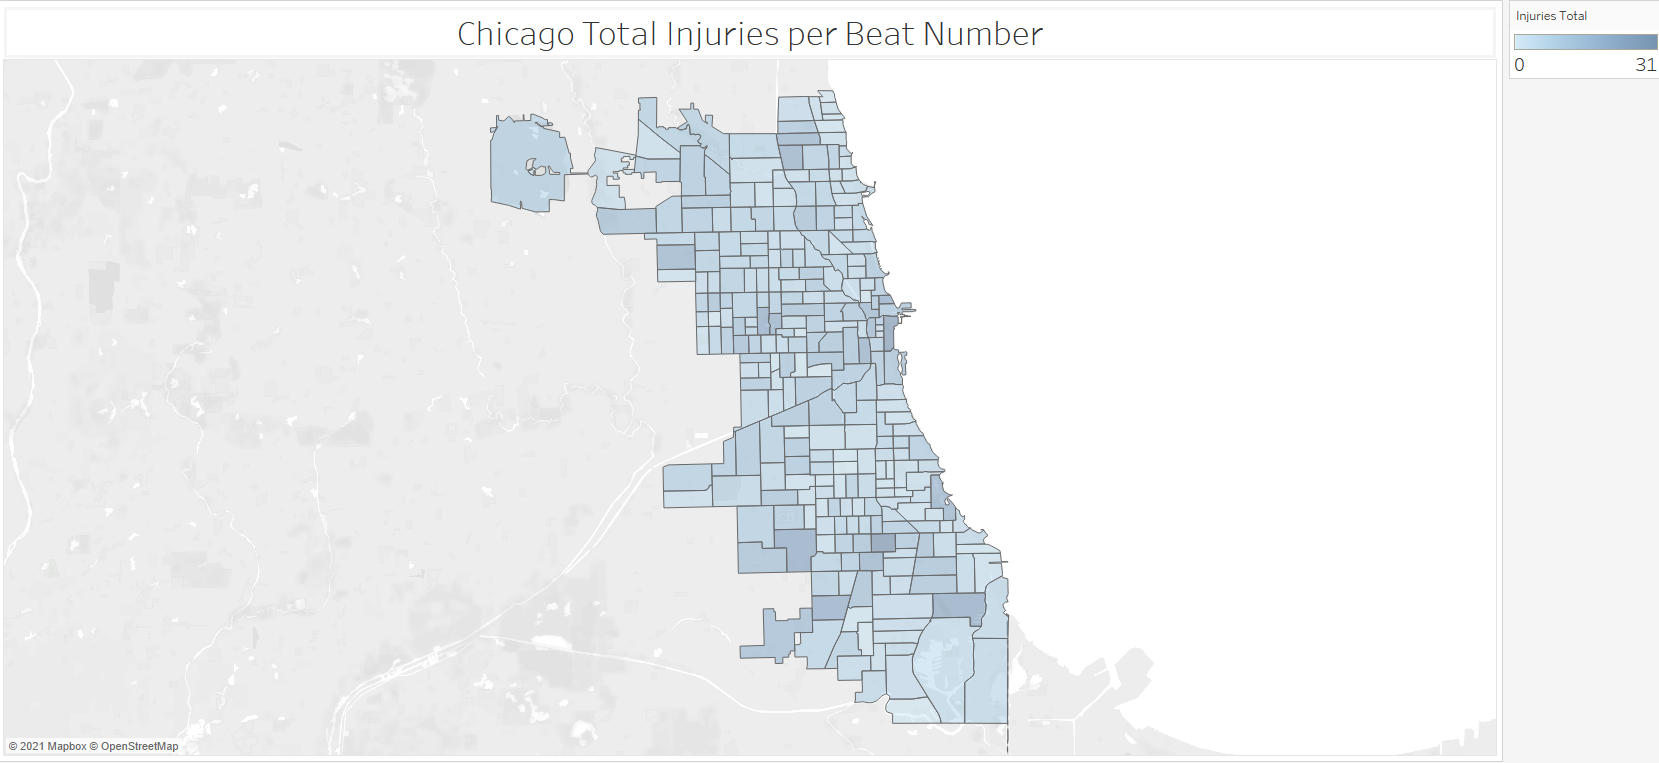 Chicago Total Injuries per Beat Number
Injuries Total
0
31
© 2021 Mapbox © OpenStreetMap